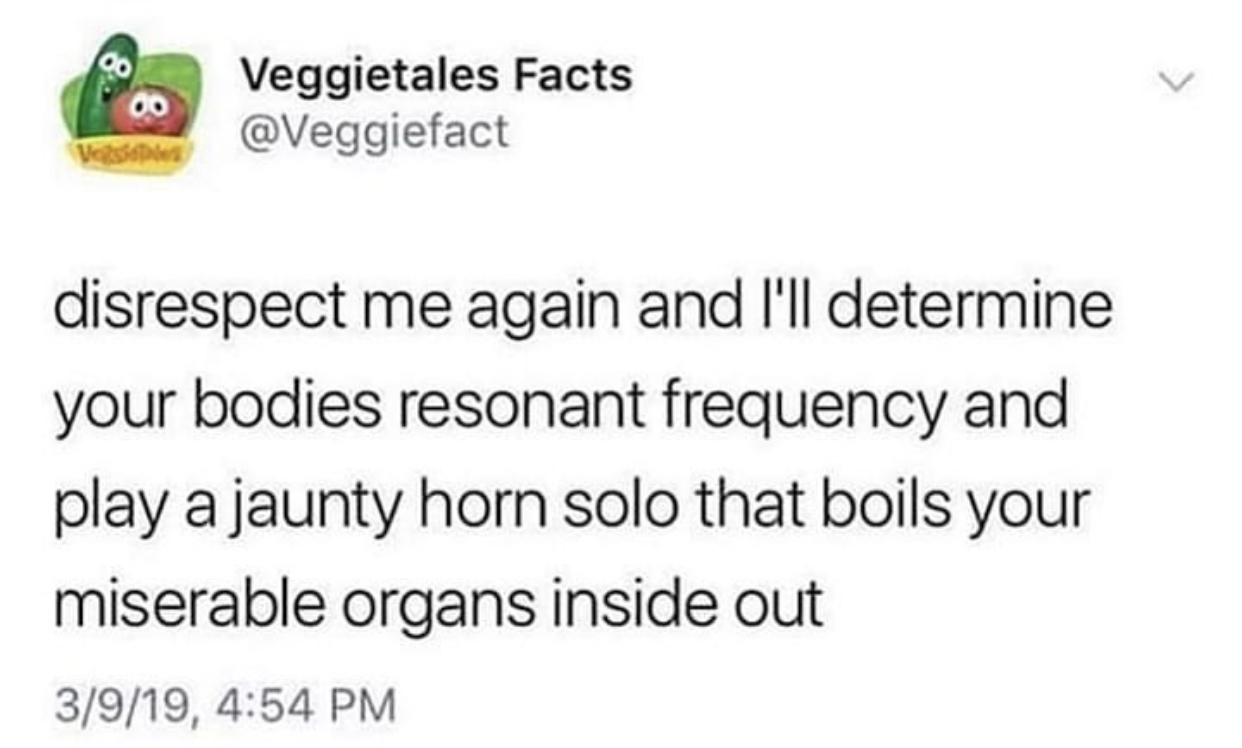 VeggieTales
Veggietales Facts
@Veggiefact
disrespect me again and I'll determine
your bodies resonant frequency and
play a jaunty horn solo that boils your
miserable organs inside out
3/9/19, 4:54 PM